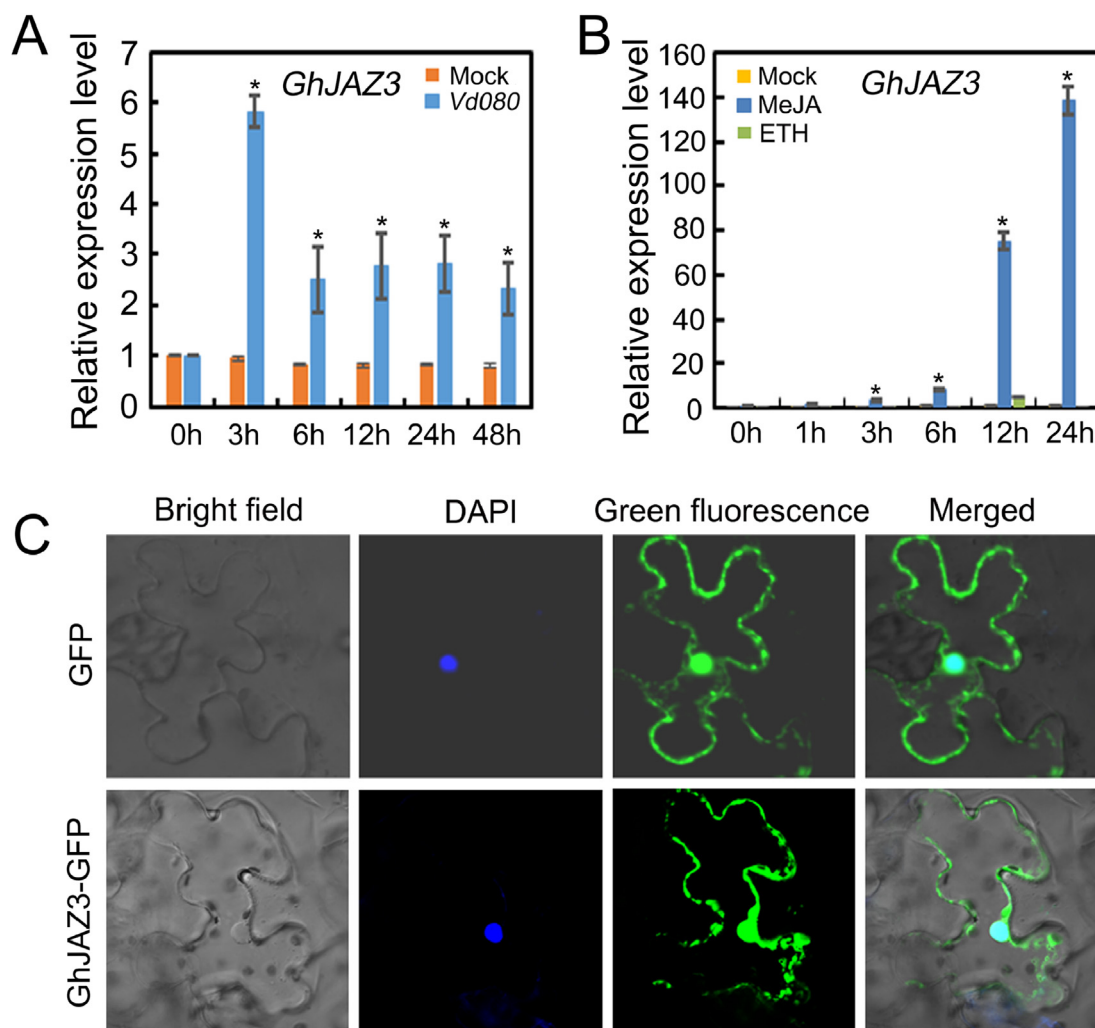 A
Relative expression level
7
6
5
4
3
2
1
0
GhJAZ3
Mock
Vd080
*
*
*
*
*
0h 3h 6h 12h 24h 48h
B
Relative expression level
160
140
120
100
80
60
40
20
0
GhJAZ3
Mock
MeJA
ETH
*
*
*
*
0h 1h 3h 6h 12h 24h
C
Bright field DAPI Green fluorescence Merged
GFP
GhJAZ3-GFP